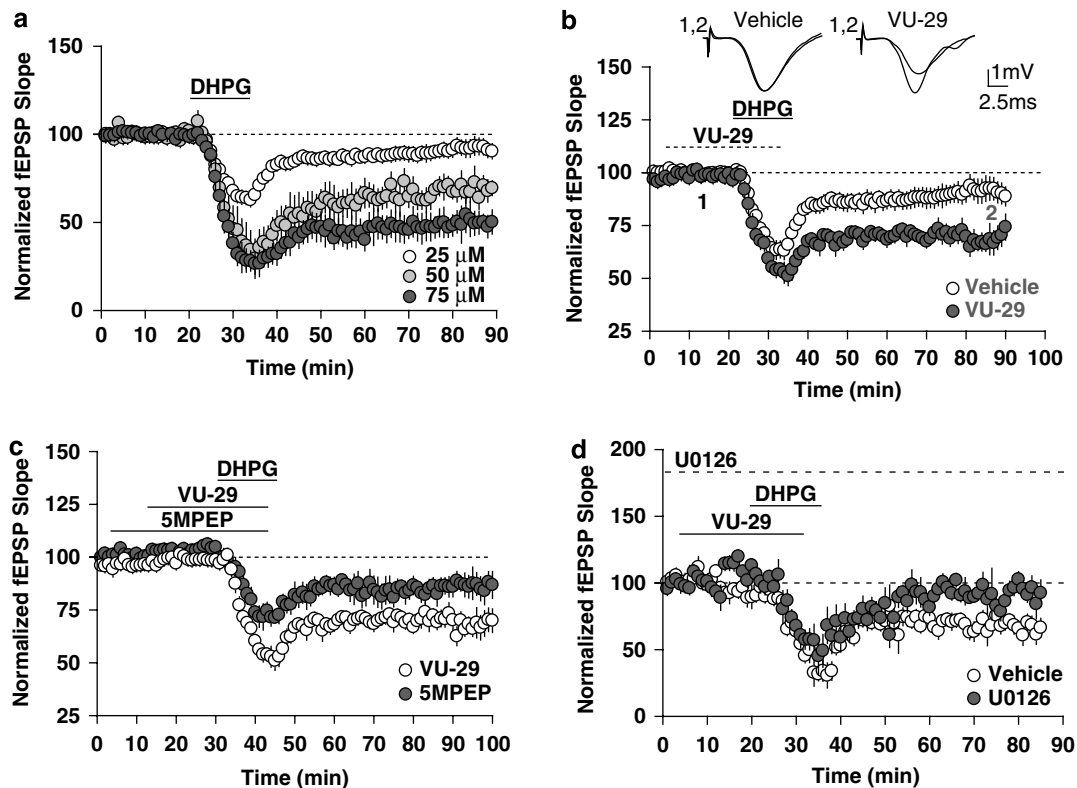 a
Normalized fEPSP Slope
150
100
50
0
DHPG
25 μM
50 μM
75 μM
0 10 20 30 40 50 60 70 80 90
Time (min)
b
1,2 Vehicle
VU-29
1mV
2.5ms
Normalized fEPSP Slope
150
125
100
75
50
25
DHPG
VU-29
1
2
Vehicle
VU-29
0 10 20 30 40 50 60 70 80 90 100
Time (min)
c
Normalized fEPSP Slope
150
125
100
75
50
25
DHPG
VU-29
5MPEP
VU-29
5MPEP
0 10 20 30 40 50 60 70 80 90 100
Time (min)
d
Normalized fEPSP Slope
200
150
100
50
0
U0126
DHPG
VU-29
Vehicle
U0126
0 10 20 30 40 50 60 70 80 90
Time (min)